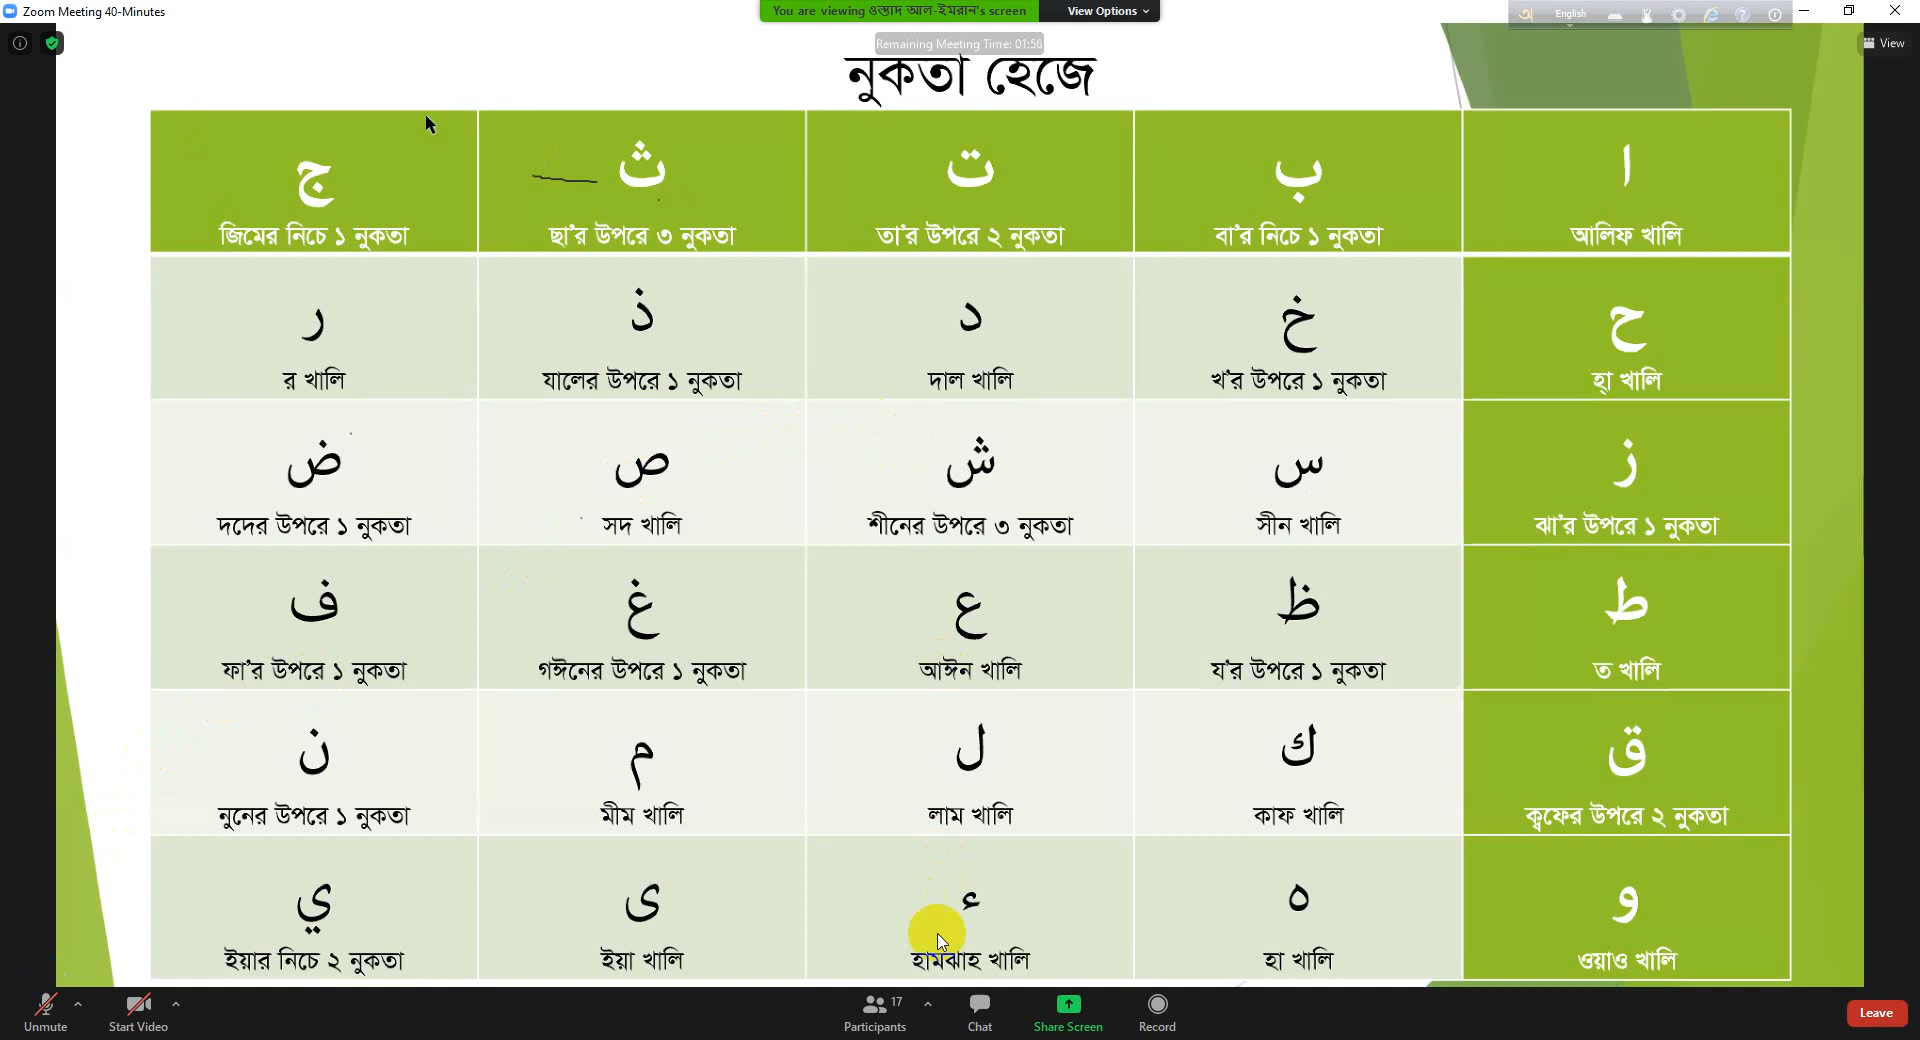 Zoom Meeting 40-Minutes
You are viewing ওস্তাদ আল-ইমরান's screen
View Options
অ English
Remaining Meeting Time: 01:56
View
নুকতা হেজে
ا ب ت ث ج
আলিফ খালি বা'র নিচে ১ নুকতা তা'র উপরে ২ নুকতা ছা'র উপরে ৩ নুকতা জিমের নিচে ১ নুকতা
ح خ د ذ ر
হা খালি খ'র উপরে ১ নুকতা দাল খালি যালের উপরে ১ নুকতা র খালি
ز س ش ص ض
ঝা'র উপরে ১ নুকতা সীন খালি শীনের উপরে ৩ নুকতা সদ খালি দদের উপরে ১ নুকতা
ط ظ ع غ ف
ত খালি য'র উপরে ১ নুকতা আঈন খালি গঈনের উপরে ১ নুকতা ফা'র উপরে ১ নুকতা
ق ك ل م ن
ক্বফের উপরে ২ নুকতা কাফ খালি লাম খালি মীম খালি নুনের উপরে ১ নুকতা
و ه ء ى ي
ওয়াও খালি হা খালি হামঝাহ খালি ইয়া খালি ইয়ার নিচে ২ নুকতা
Unmute
Start Video
17
Participants
Chat
Share Screen
Record
Leave